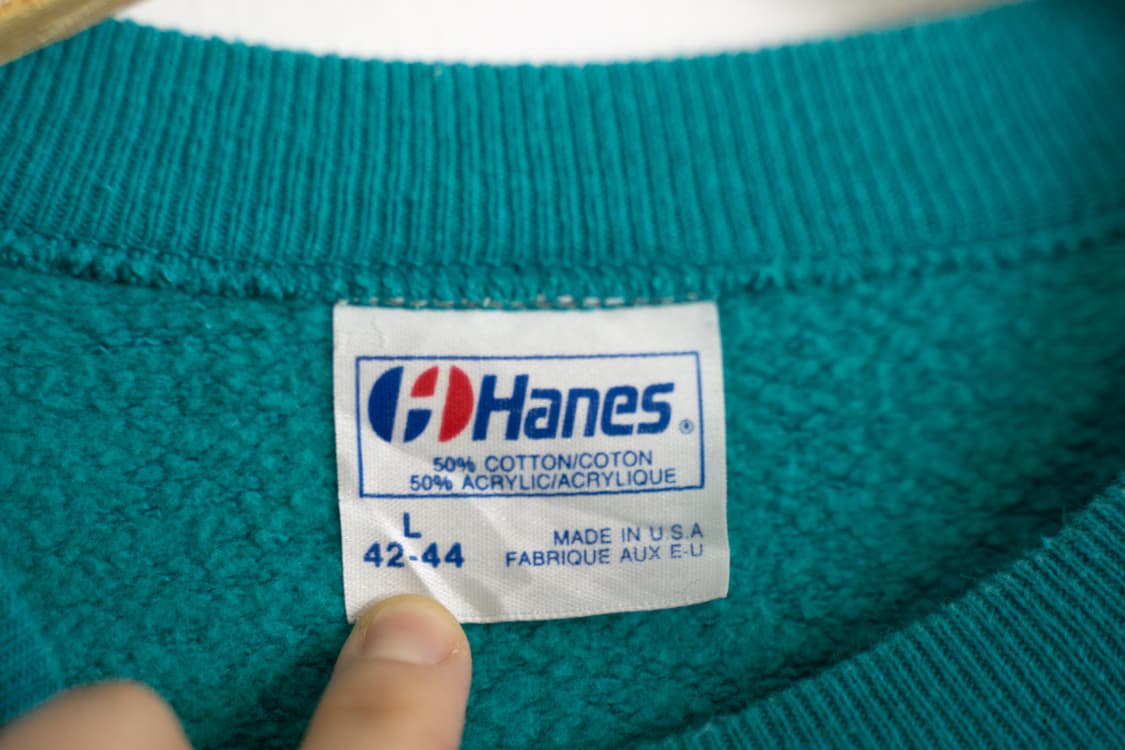 Hanes®
50% COTTON/COTON
50% ACRYLIC/ACRYLIQUE
L
42-44
MADE IN U.S.A
FABRIQUE AUX E-U